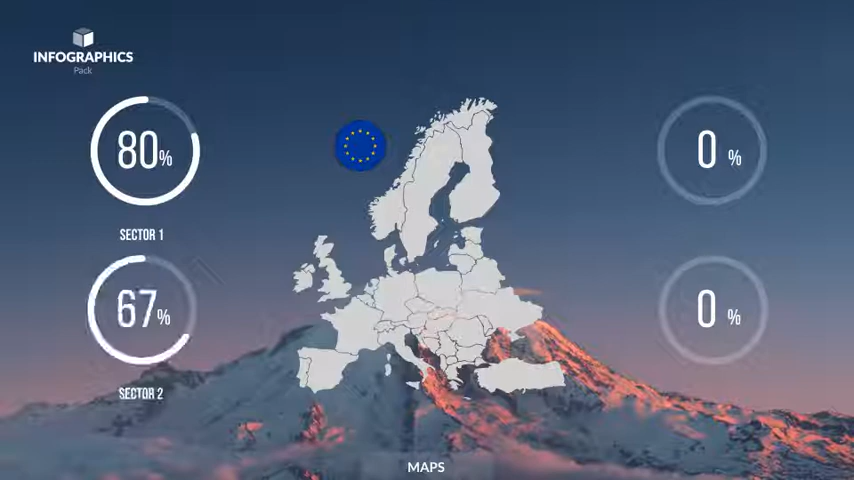 INFOGRAPHICS
Pack
80%
0 %
SECTOR 1
67%
0 %
SECTOR 2
MAPS